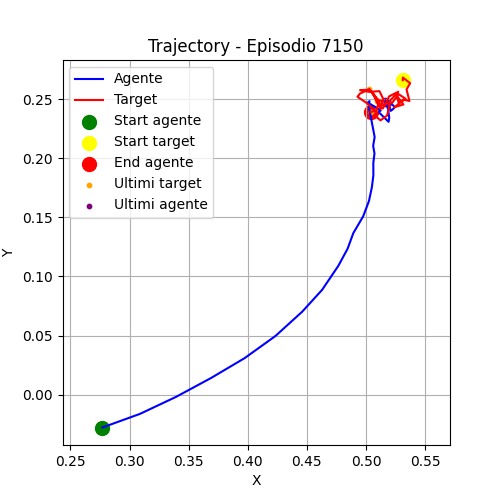 Trajectory - Episodio 7150
Agente
Target
Start agente
Start target
End agente
Ultimi target
Ultimi agente
0.25
0.20
0.15
0.10
0.05
0.00
Y
0.25
0.30
0.35
0.40
0.45
0.50
0.55
X